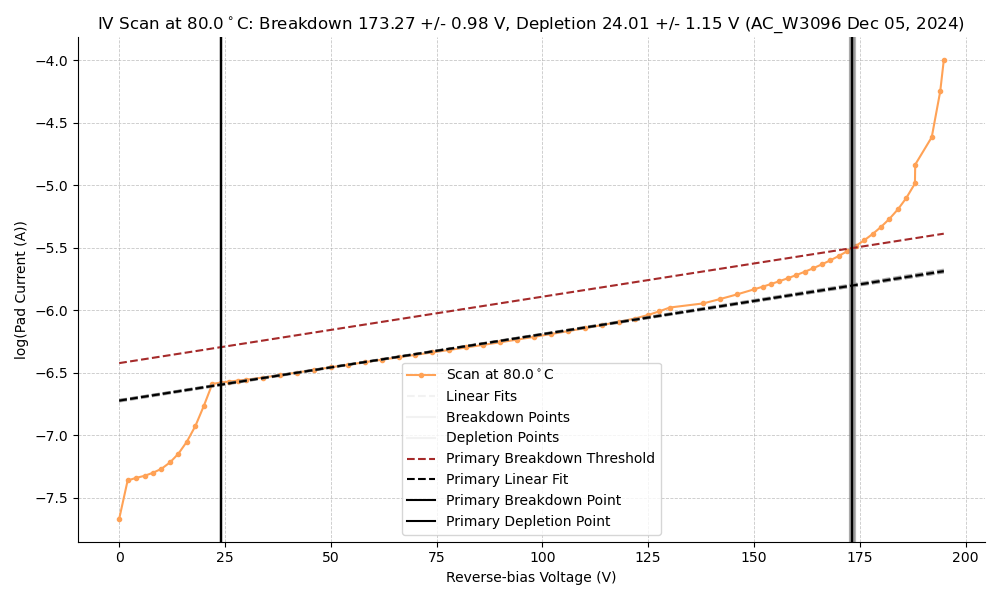 IV Scan at 80.0°C: Breakdown 173.27 +/- 0.98 V, Depletion 24.01 +/- 1.15 V (AC_W3096 Dec 05, 2024)
−4.0
−4.5
−5.0
−5.5
−6.0
−6.5
−7.0
−7.5
log(Pad Current (A))
Scan at 80.0°C
Linear Fits
Breakdown Points
Depletion Points
Primary Breakdown Threshold
Primary Linear Fit
Primary Breakdown Point
Primary Depletion Point
0 25 50 75 100 125 150 175 200
Reverse-bias Voltage (V)